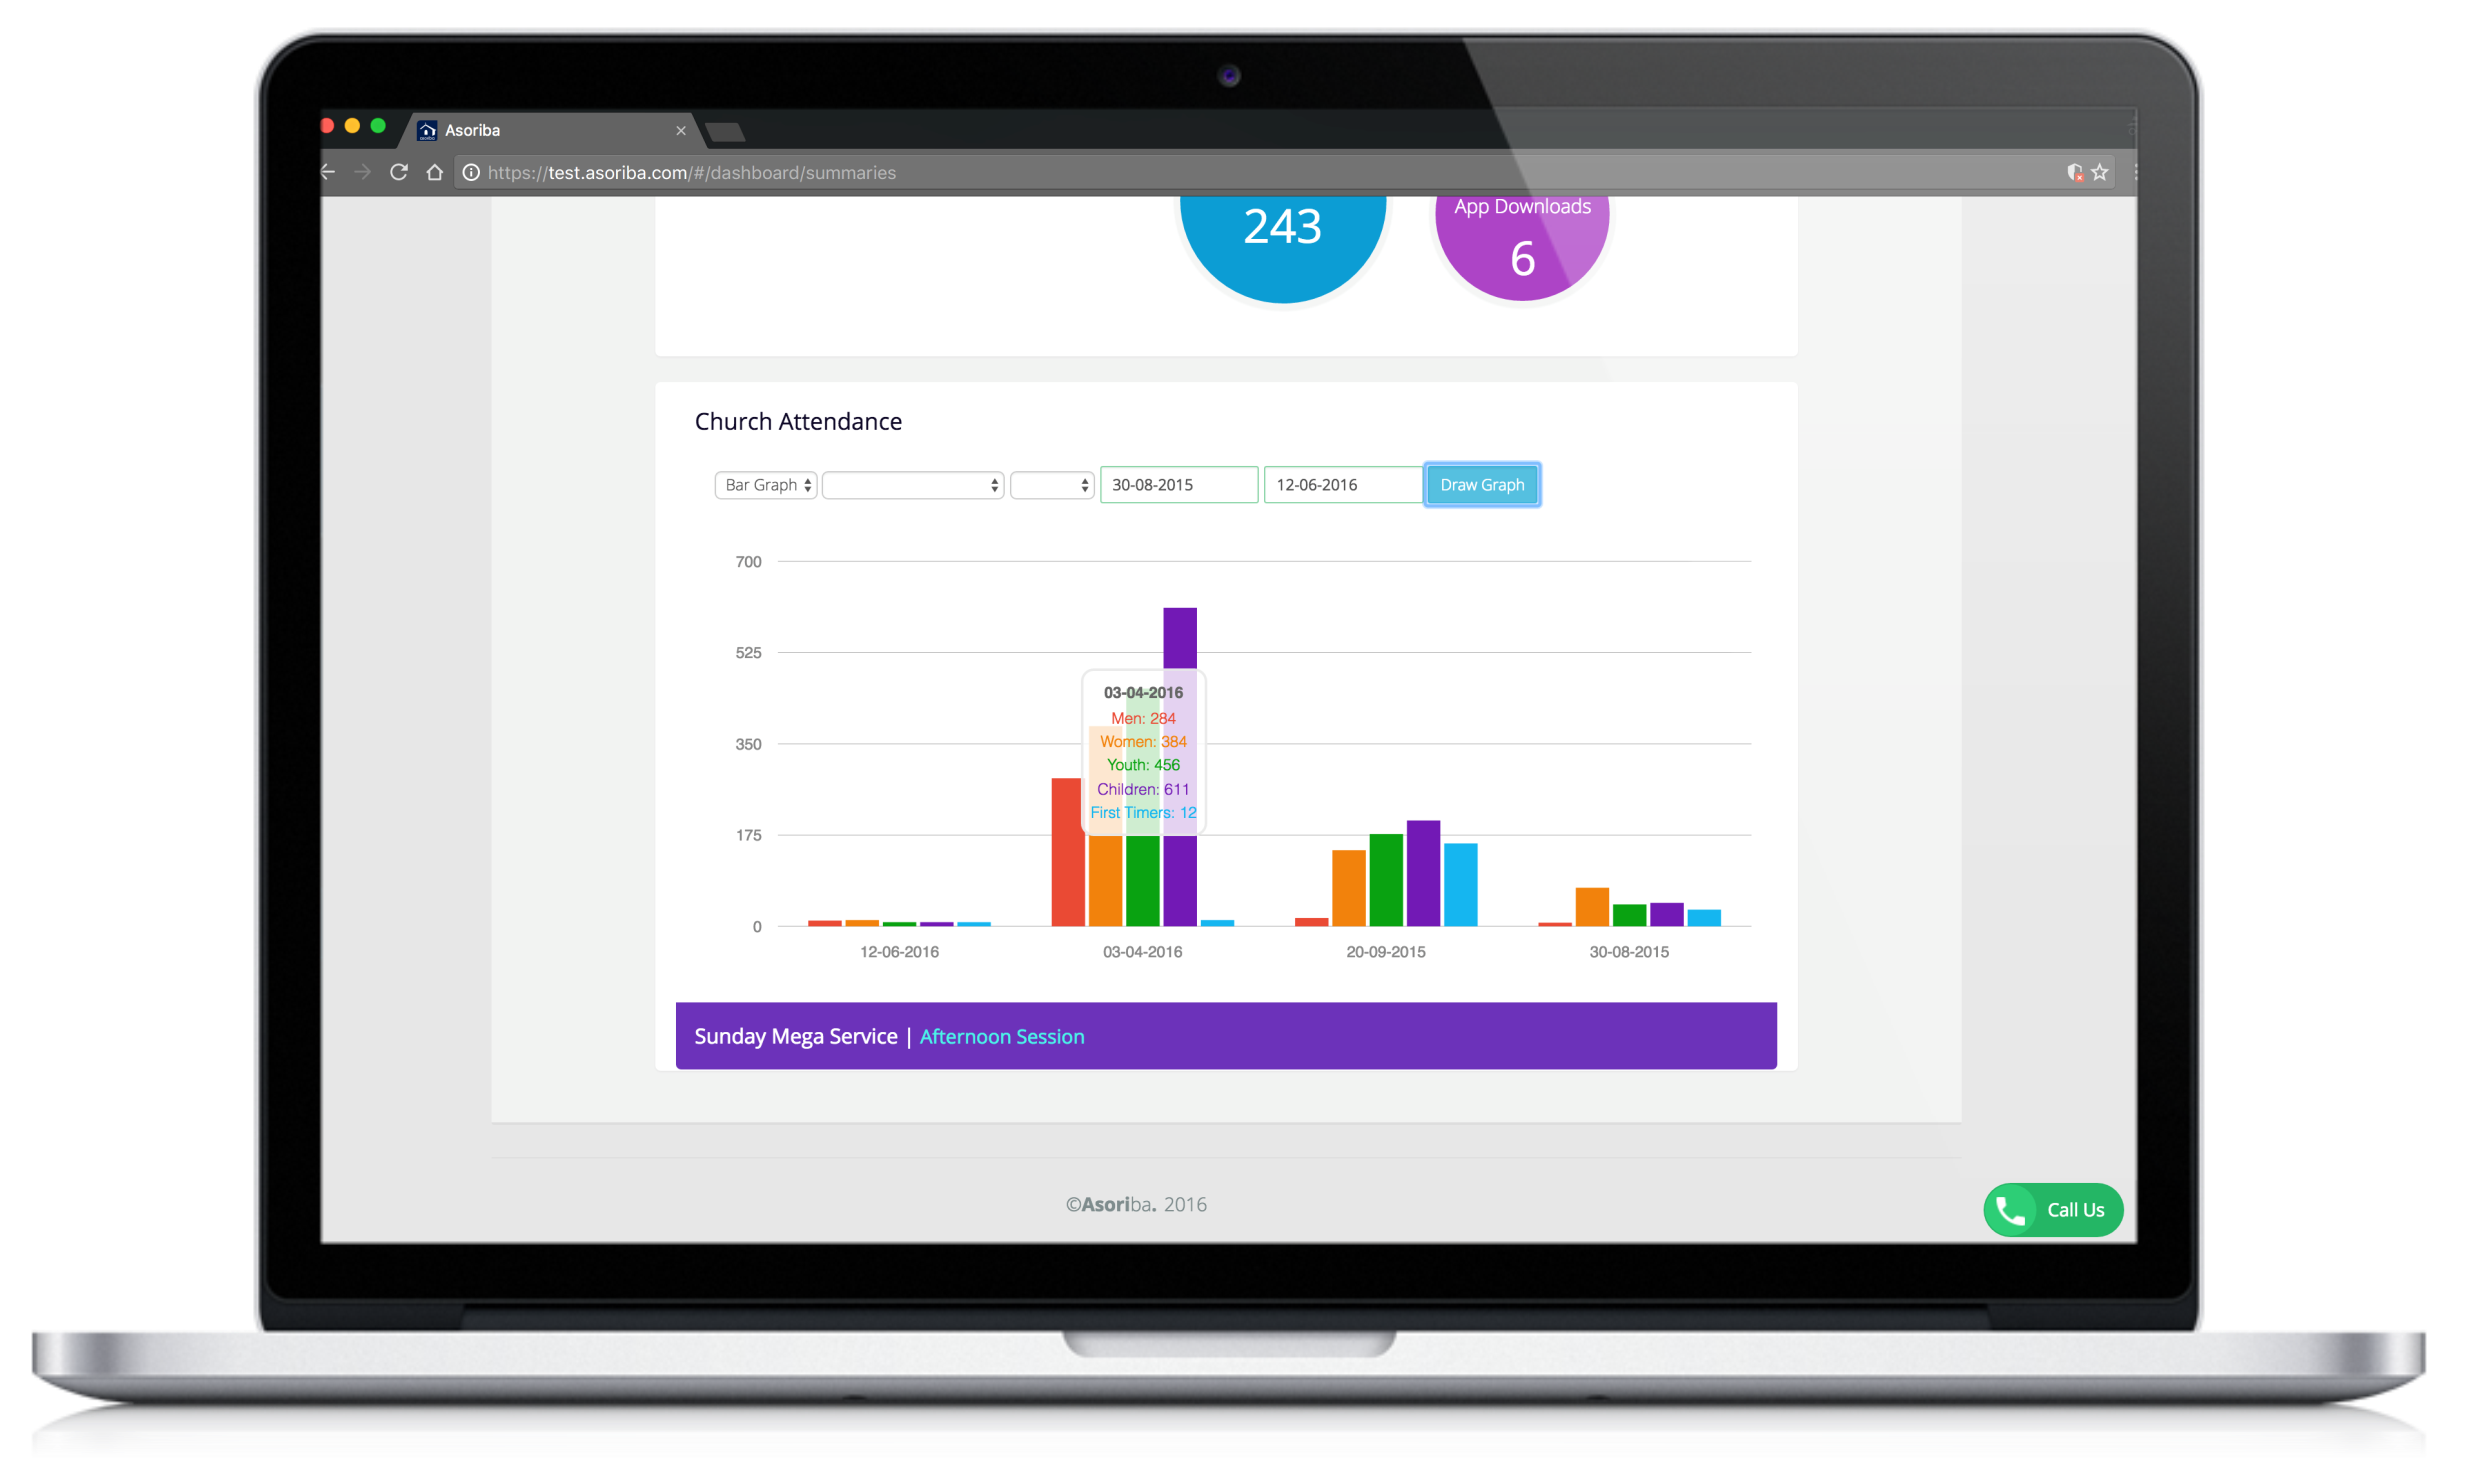 Asoriba
https://test.asoriba.com/#/dashboard/summaries
243
App Downloads
6
Church Attendance
Bar Graph 30-08-2015 12-06-2016 Draw Graph
700
525
350
175
0
03-04-2016
Men: 284
Women: 384
Youth: 456
Children: 611
First Timers: 12
12-06-2016 03-04-2016 20-09-2015 30-08-2015
Sunday Mega Service | Afternoon Session
©Asoriba. 2016
Call Us